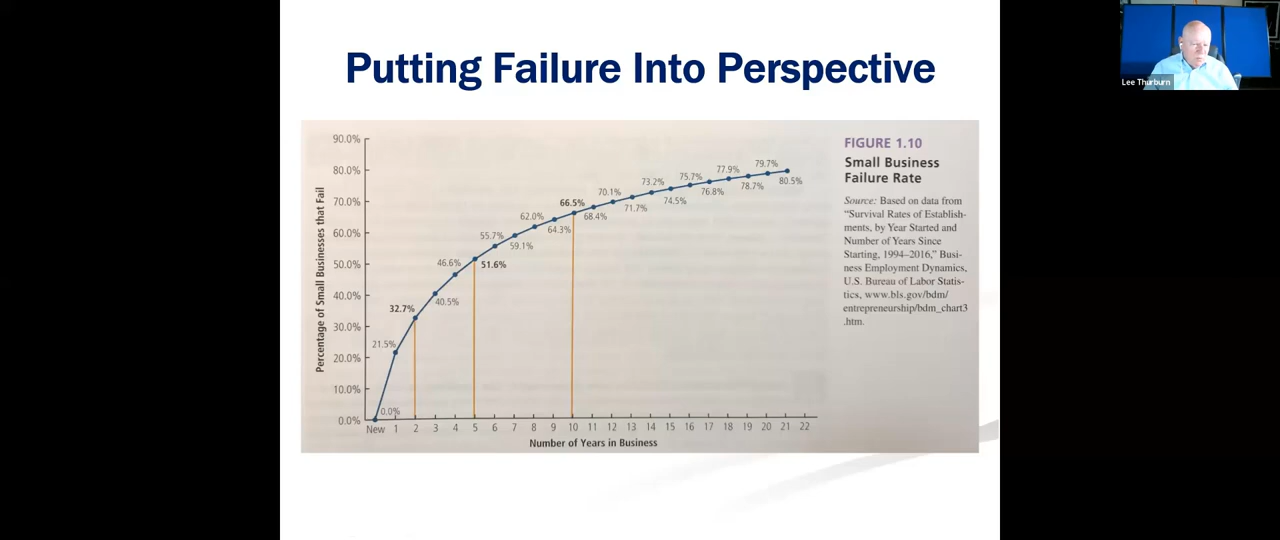 Putting Failure Into Perspective
Lee Thurburn
90.0%
80.0%
70.0%
60.0%
50.0%
40.0%
30.0%
20.0%
10.0%
0.0%
Percentage of Small Businesses that Fail
0.0%
21.5%
32.7%
40.5%
46.6%
51.6%
55.7%
59.1%
62.0%
64.3%
66.5%
68.4%
70.1%
71.7%
73.2%
74.5%
75.7%
76.8%
77.9%
78.7%
79.7%
80.5%
New 1 2 3 4 5 6 7 8 9 10 11 12 13 14 15 16 17 18 19 20 21 22
Number of Years in Business
FIGURE 1.10
Small Business
Failure Rate
Source: Based on data from
“Survival Rates of Establish-
ments, by Year Started and
Number of Years Since
Starting, 1994–2016,” Busi-
ness Employment Dynamics,
U.S. Bureau of Labor Statis-
tics, www.bls.gov/bdm/
entrepreneurship/bdm_chart3
.htm.